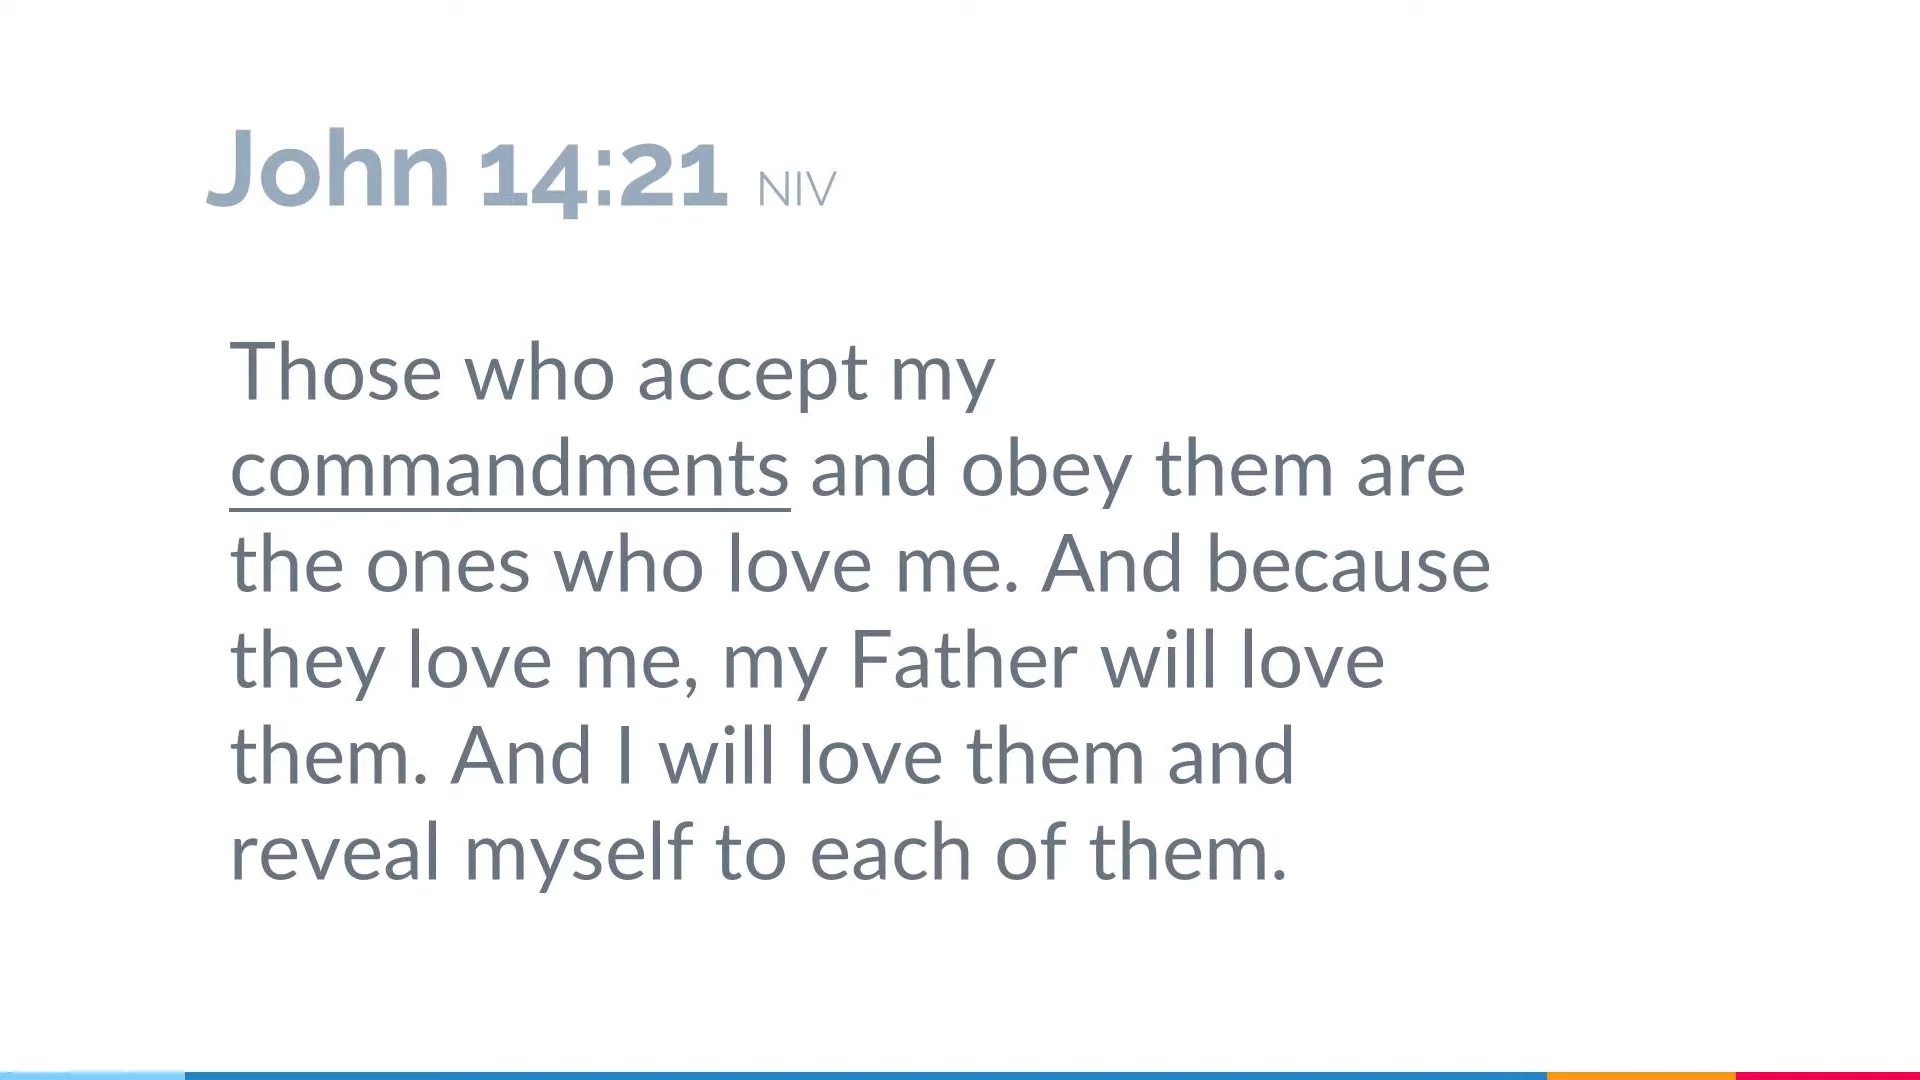 John 14:21 NIV
Those who accept my
commandments and obey them are
the ones who love me. And because
they love me, my Father will love
them. And I will love them and
reveal myself to each of them.